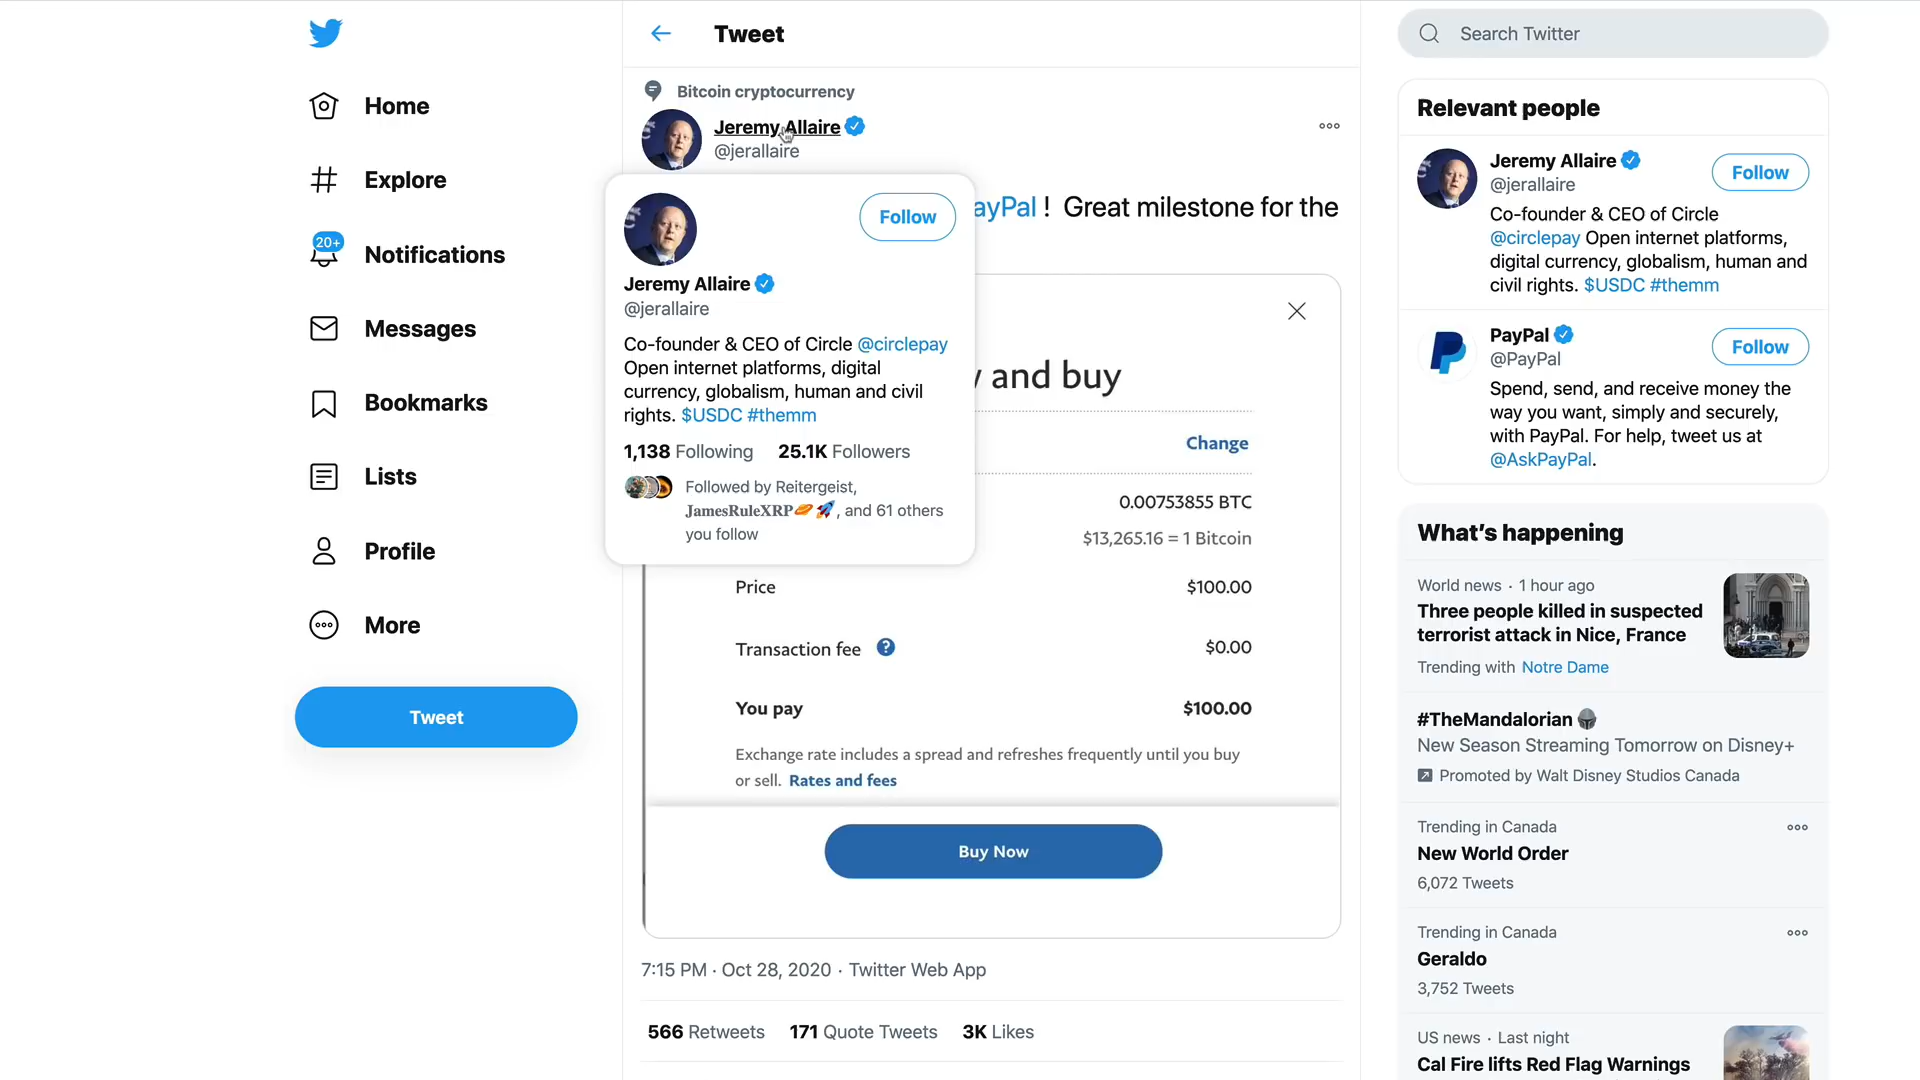 Home
Explore
20+
Notifications
Messages
Bookmarks
Lists
Profile
More
Tweet
Tweet
Bitcoin cryptocurrency
Jeremy Allaire
@jerallaire
ayPal ! Great milestone for the
Follow
Jeremy Allaire
@jerallaire
Co-founder & CEO of Circle @circlepay
Open internet platforms, digital
currency, globalism, human and civil
rights. $USDC #themm
1,138 Following 25.1K Followers
Followed by Reitergeist,
JamesRuleXRP🪙🚀, and 61 others
you follow
and buy
Change
0.00753855 BTC
$13,265.16 = 1 Bitcoin
Price $100.00
Transaction fee ? $0.00
You pay $100.00
Exchange rate includes a spread and refreshes frequently until you buy
or sell. Rates and fees
Buy Now
7:15 PM · Oct 28, 2020 · Twitter Web App
566 Retweets 171 Quote Tweets 3K Likes
Search Twitter
Relevant people
Jeremy Allaire
@jerallaire
Follow
Co-founder & CEO of Circle
@circlepay Open internet platforms,
digital currency, globalism, human and
civil rights. $USDC #themm
PayPal
@PayPal
Follow
Spend, send, and receive money the
way you want, simply and securely,
with PayPal. For help, tweet us at
@AskPayPal.
What's happening
World news · 1 hour ago
Three people killed in suspected
terrorist attack in Nice, France
Trending with Notre Dame
#TheMandalorian
New Season Streaming Tomorrow on Disney+
Promoted by Walt Disney Studios Canada
Trending in Canada
New World Order
6,072 Tweets
Trending in Canada
Geraldo
3,752 Tweets
US news · Last night
Cal Fire lifts Red Flag Warnings